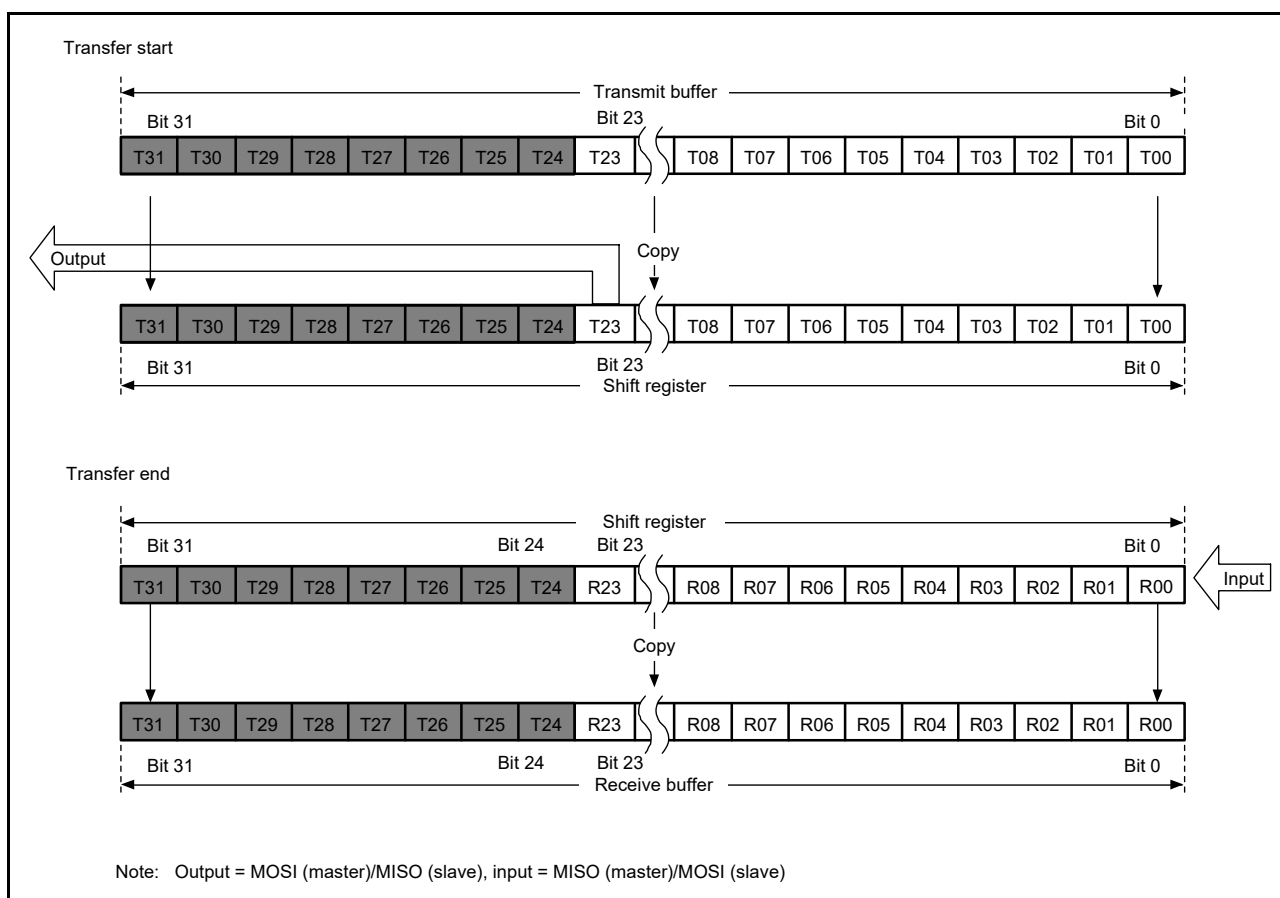 Transfer start
Transmit buffer
Bit 31 Bit 23 Bit 0
T31 T30 T29 T28 T27 T26 T25 T24 T23 T08 T07 T06 T05 T04 T03 T02 T01 T00
Copy
Output
T31 T30 T29 T28 T27 T26 T25 T24 T23 T08 T07 T06 T05 T04 T03 T02 T01 T00
Bit 31 Bit 23 Bit 0
Shift register
Transfer end
Shift register
Bit 31 Bit 24 Bit 23 Bit 0
T31 T30 T29 T28 T27 T26 T25 T24 R23 R08 R07 R06 R05 R04 R03 R02 R01 R00 Input
Copy
T31 T30 T29 T28 T27 T26 T25 T24 R23 R08 R07 R06 R05 R04 R03 R02 R01 R00
Bit 31 Bit 24 Bit 23 Bit 0
Receive buffer
Note: Output = MOSI (master)/MISO (slave), input = MISO (master)/MOSI (slave)